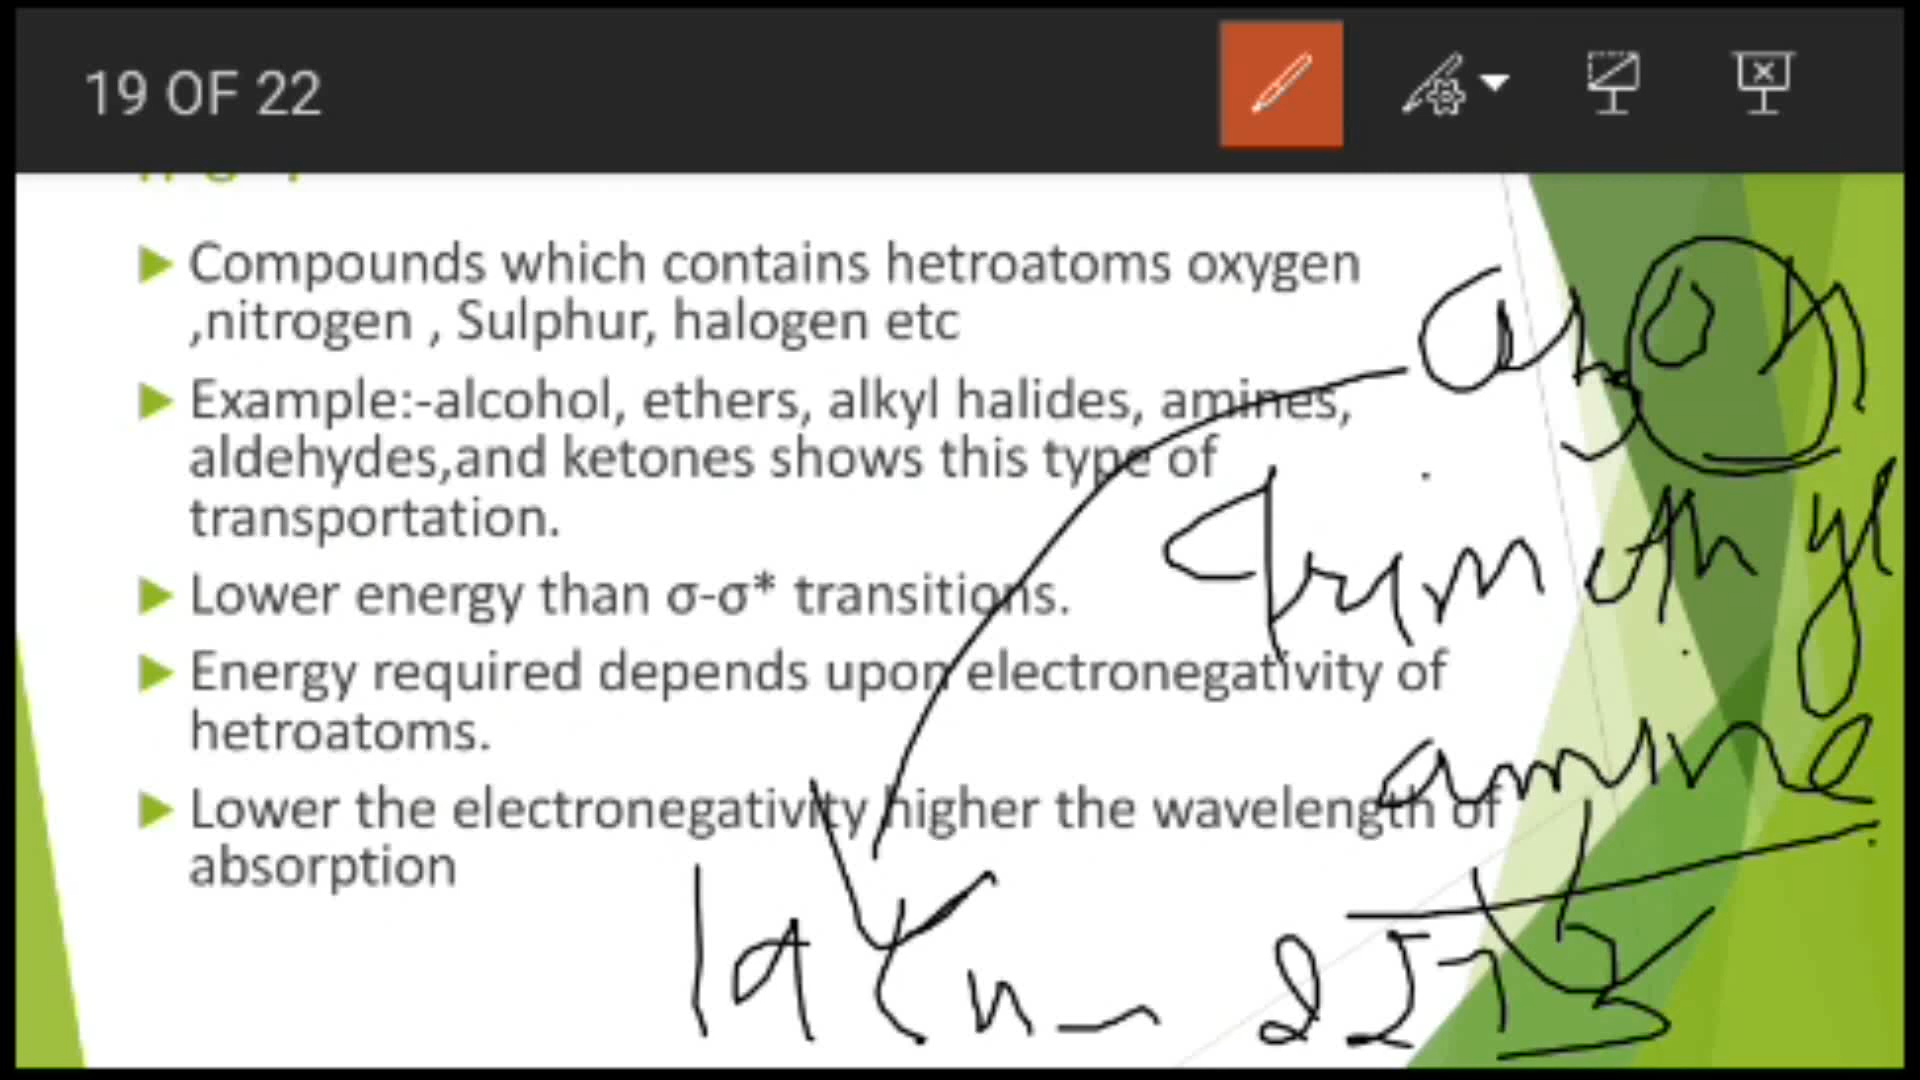 19 OF 22
Compounds which contains hetroatoms oxygen
,nitrogen , Sulphur, halogen etc
Example:-alcohol, ethers, alkyl halides, amines,
aldehydes,and ketones shows this type of
transportation.
Lower energy than σ-σ* transitions.
Energy required depends upon electronegativity of
hetroatoms.
Lower the electronegativity higher the wavelength of
absorption
trimethyl
amine